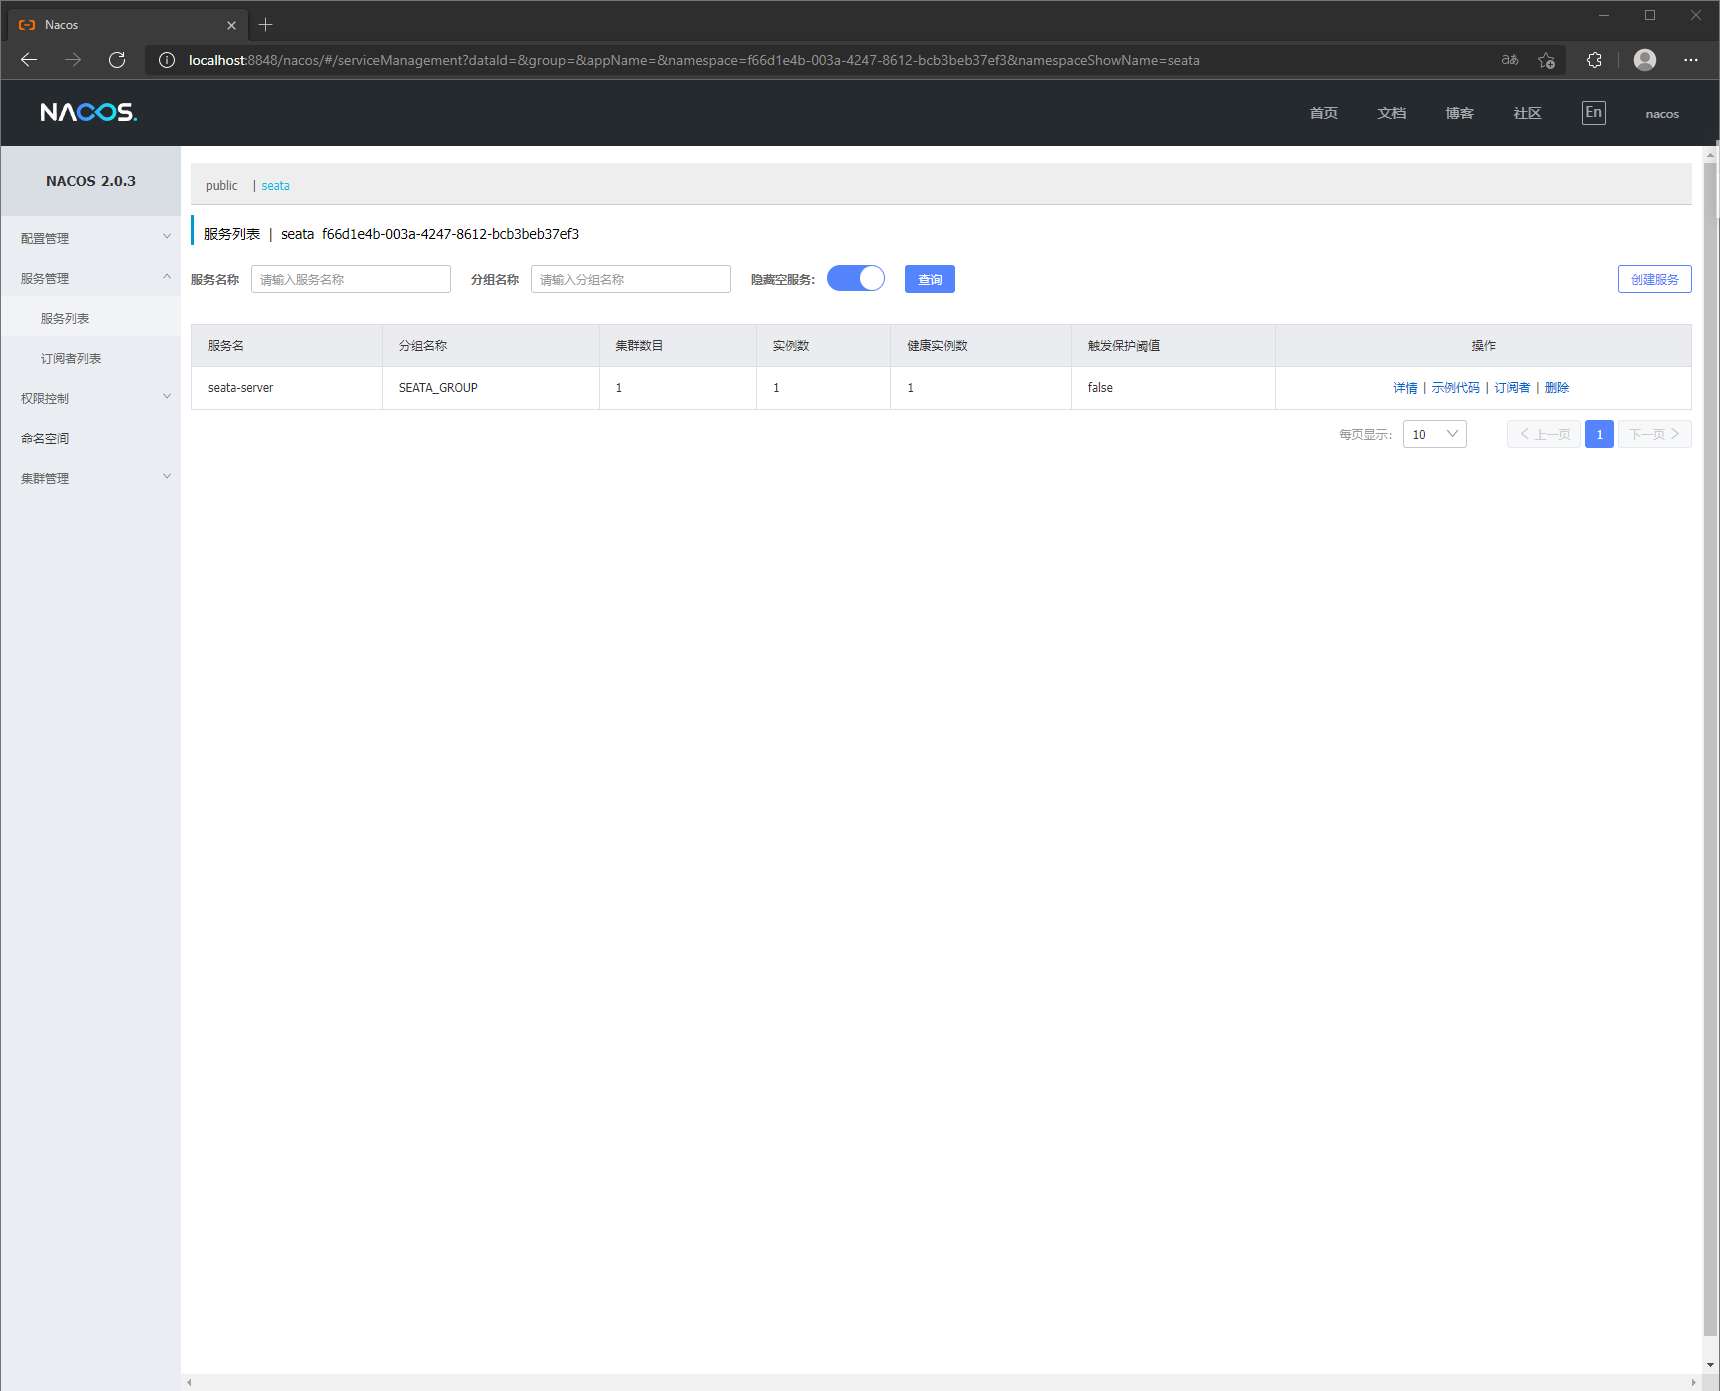 Nacos
localhost:8848/nacos/#/serviceManagement?dataId=&group=&appName=&namespace=f66d1e4b-003a-4247-8612-bcb3beb37ef3&namespaceShowName=seata
aあ
NACOS.
首页 文档 博客 社区 En nacos
NACOS 2.0.3
配置管理
服务管理
服务列表
订阅者列表
权限控制
命名空间
集群管理
public | seata
服务列表 | seata f66d1e4b-003a-4247-8612-bcb3beb37ef3
服务名称 请输入服务名称 分组名称 请输入分组名称 隐藏空服务: 查询 创建服务
服务名 分组名称 集群数目 实例数 健康实例数 触发保护阈值 操作
seata-server SEATA_GROUP 1 1 1 false 详情 | 示例代码 | 订阅者 | 删除
每页显示: 10 上一页 1 下一页